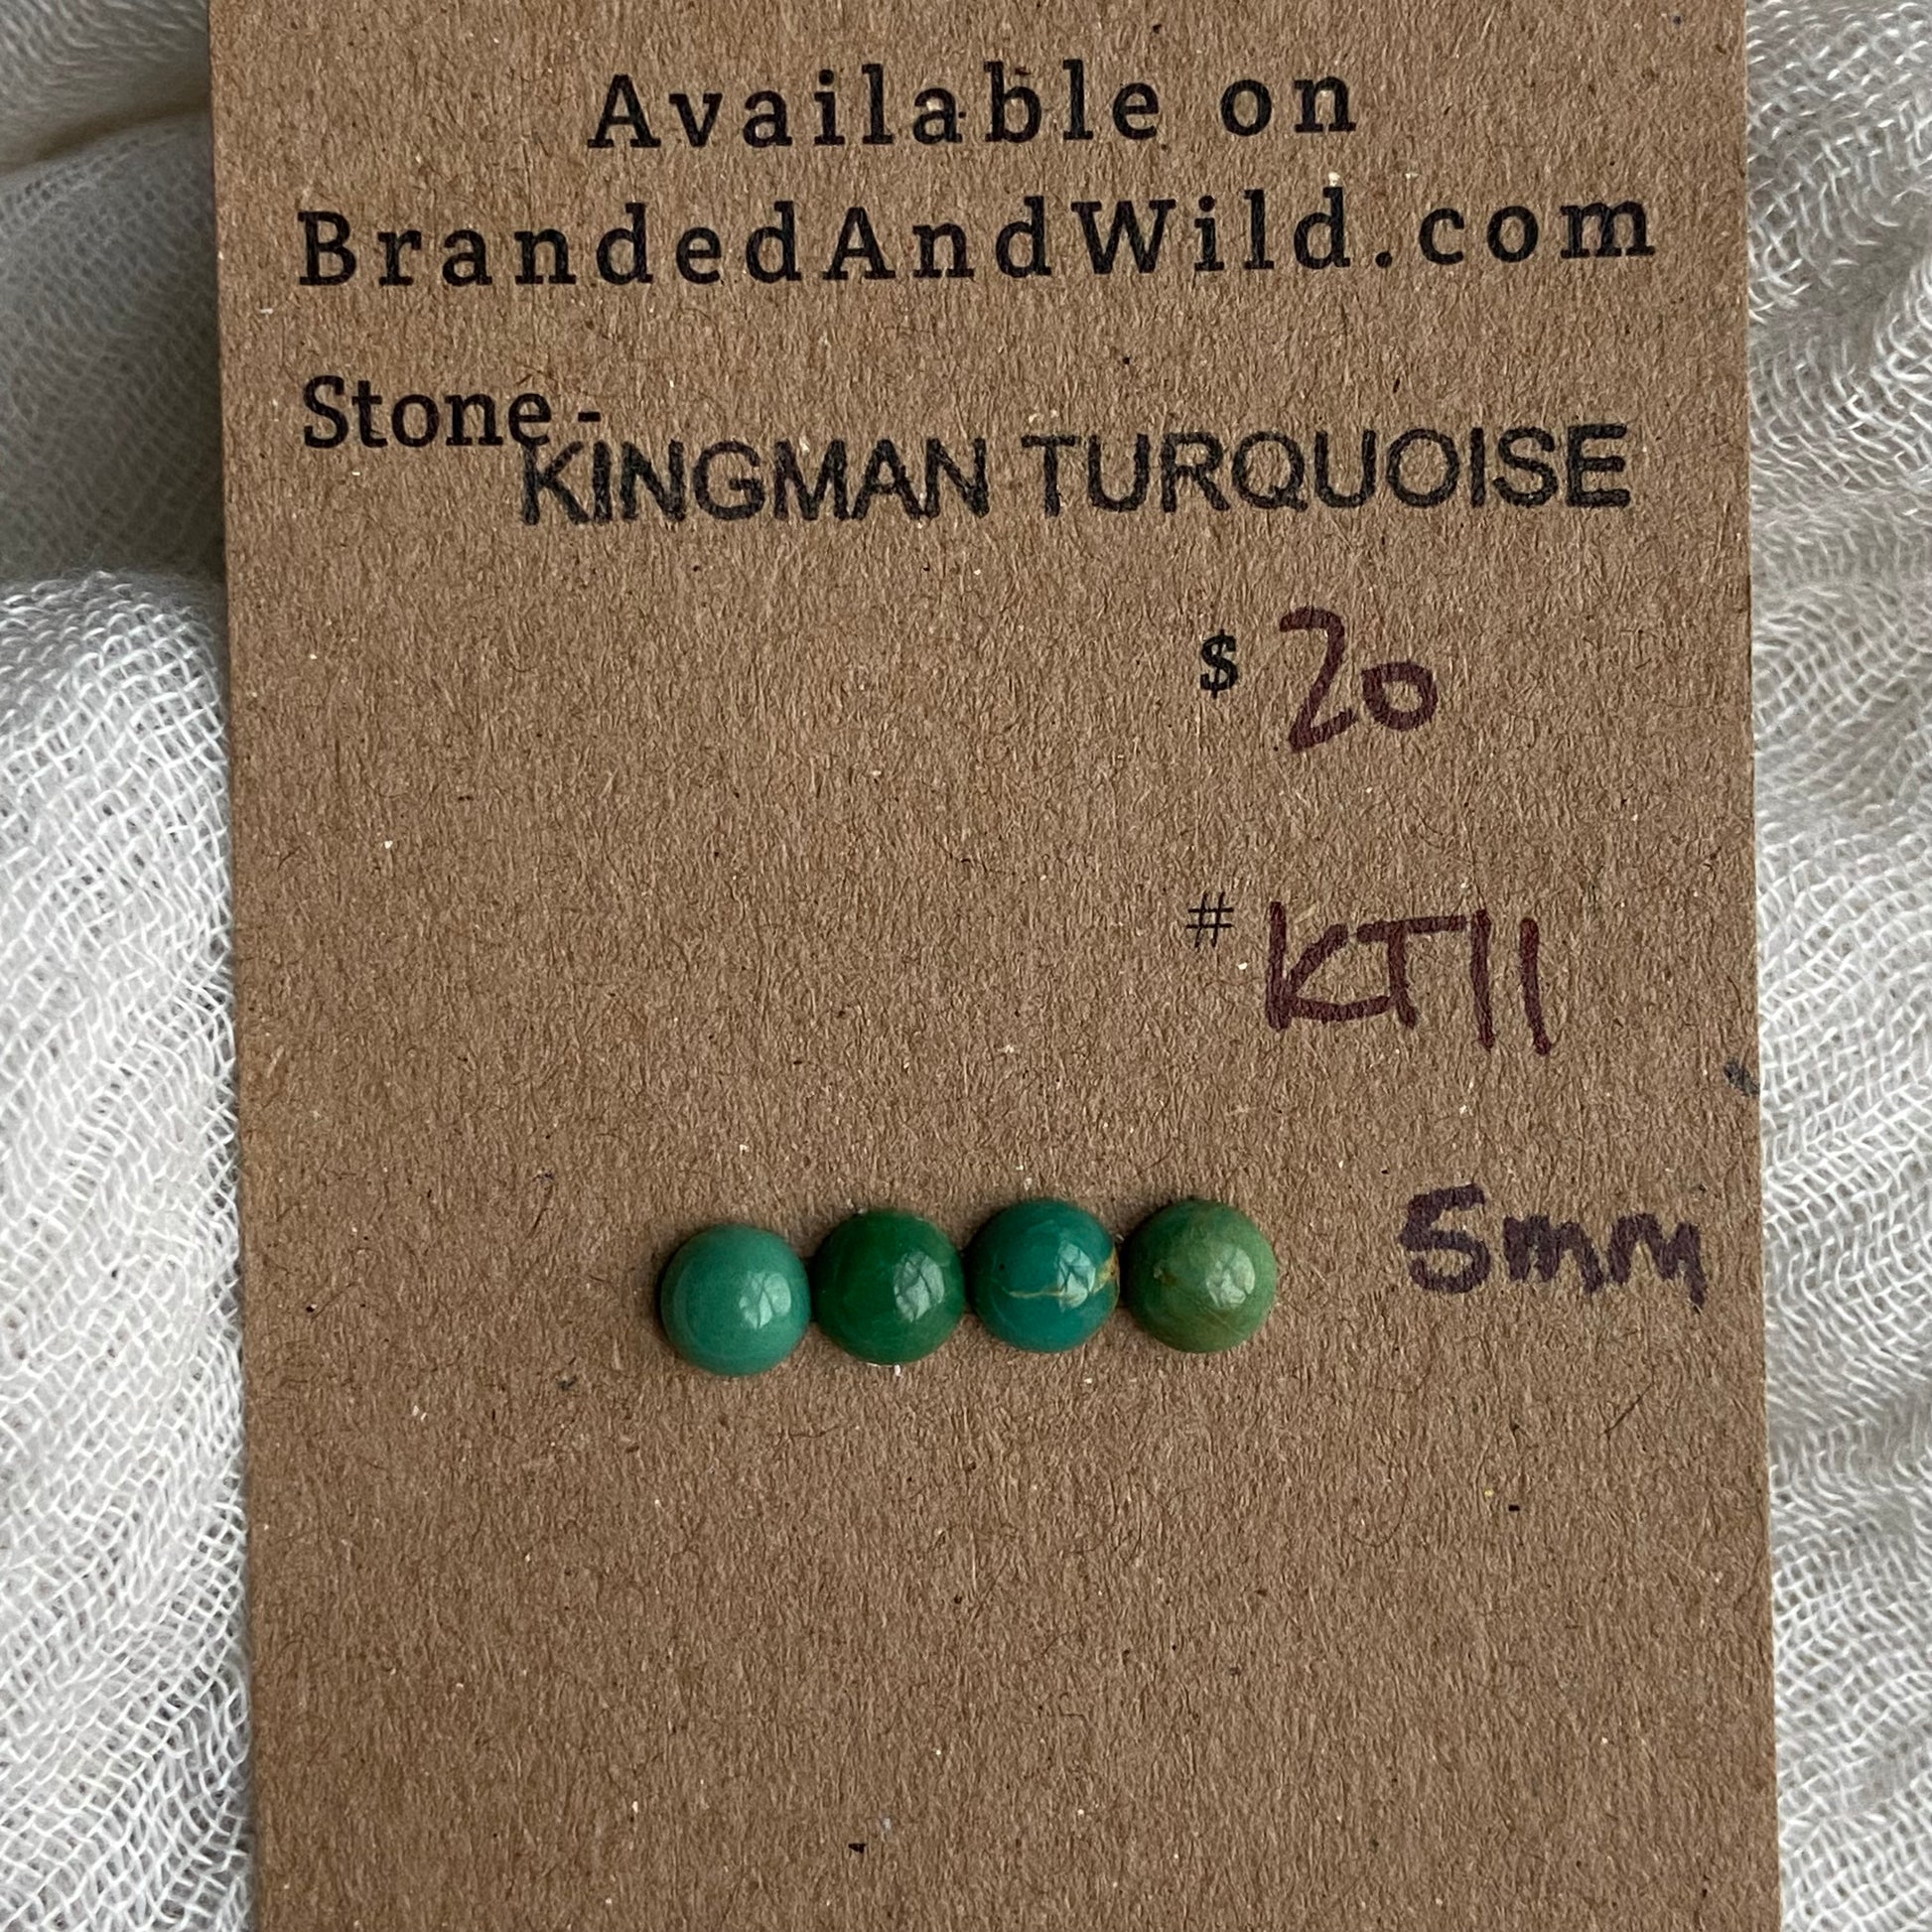 Available on
BrandedAndWild.com
Stone -
KINGMAN TURQUOISE
$ 20
# KT11
5mm